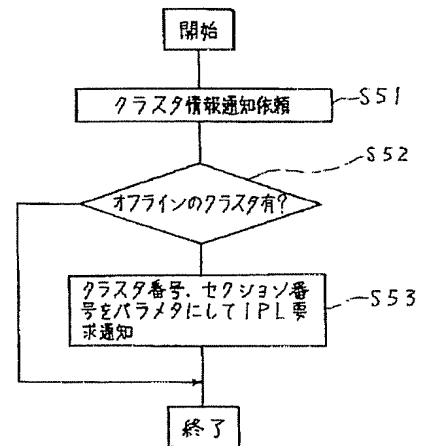 開始
クラスタ情報通知依頼
S51
S52
オフラインのクラスタ有?
クラスタ番号、セクション番
号をパラメタにしてIPL要
求通知
S53
終了